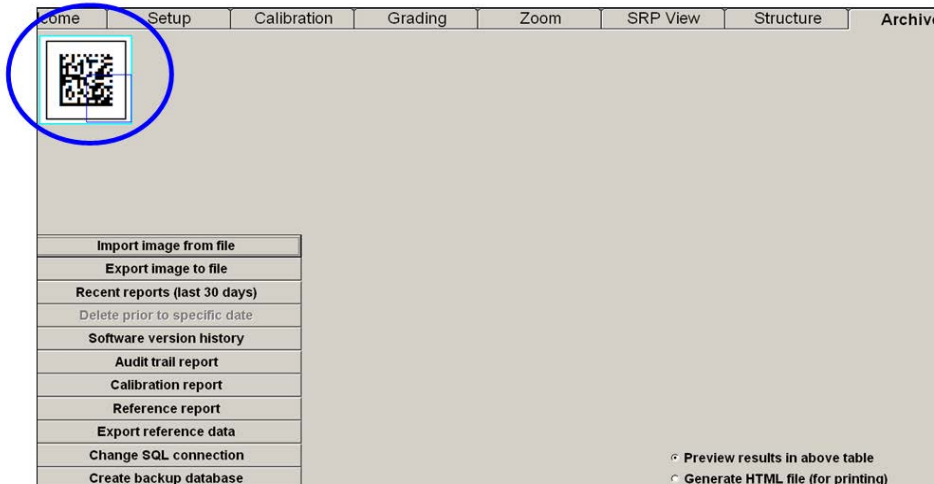 come Setup Calibration Grading Zoom SRP View Structure Archive
Import image from file
Export image to file
Recent reports (last 30 days)
Delete prior to specific date
Software version history
Audit trail report
Calibration report
Reference report
Export reference data
Change SQL connection
Create backup database
Preview results in above table
Generate HTML file (for printing)